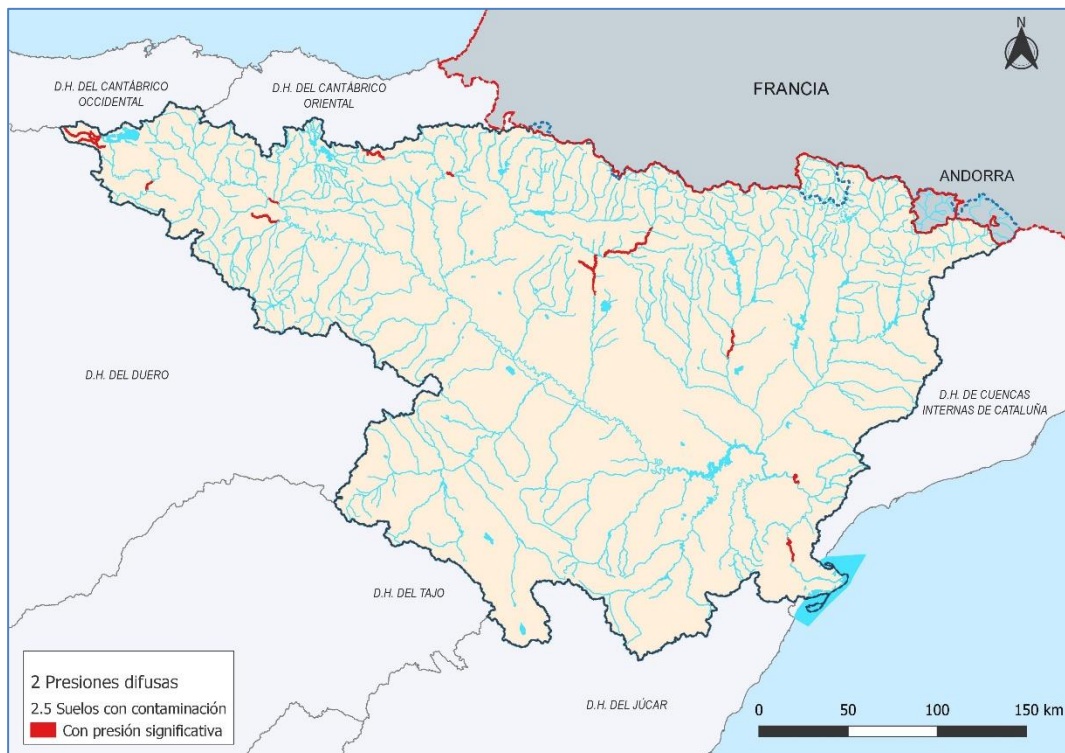 N
D.H. DEL CANTÁBRICO
OCCIDENTAL
D.H. DEL CANTÁBRICO
ORIENTAL
FRANCIA
ANDORRA
D.H. DEL DUERO
D.H. DE CUENCAS
INTERNAS DE CATALUÑA
D.H. DEL TAJO
D.H. DEL JÚCAR
2 Presiones difusas
2.5 Suelos con contaminación
Con presión significativa
0 50 100 150 km